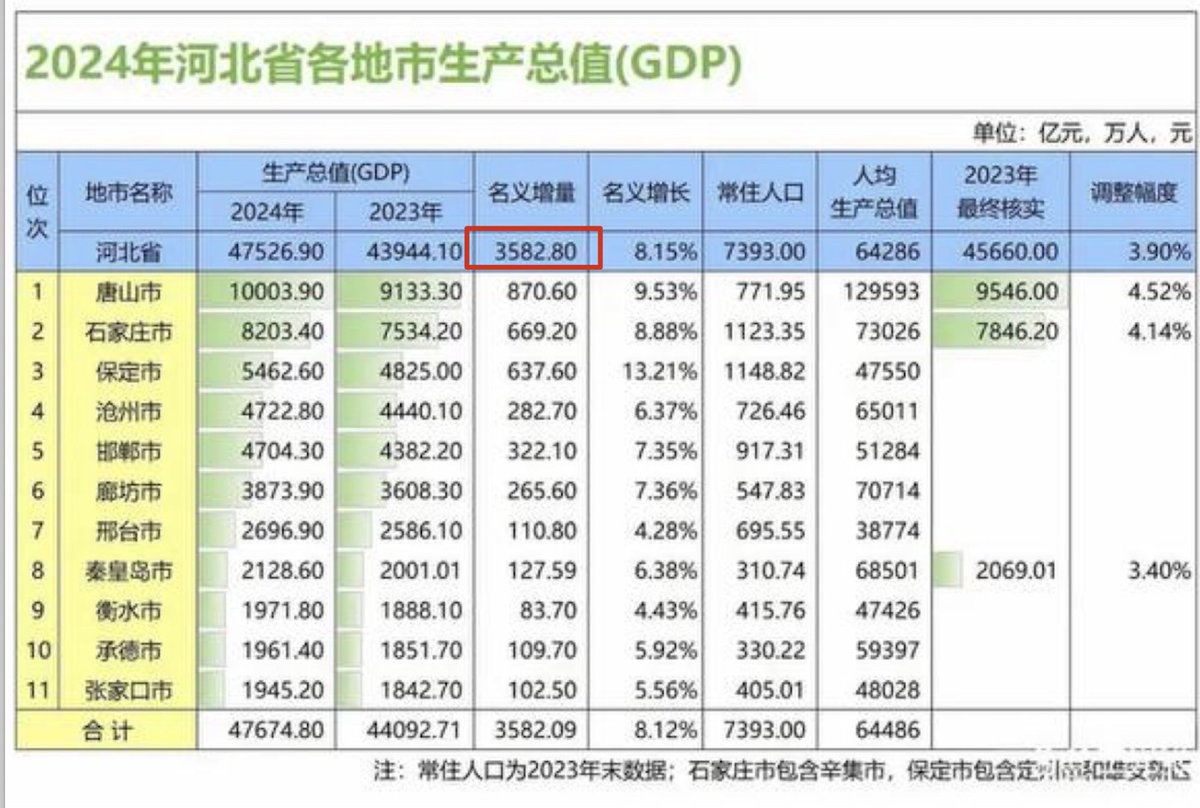 2024年河北省各地市生产总值(GDP)
单位：亿元，万人，元
位次 地市名称 生产总值(GDP) 2024年 2023年 名义增量 名义增长 常住人口 人均生产总值 2023年最终核实 调整幅度
河北省 47526.90 43944.10 3582.80 8.15% 7393.00 64286 45660.00 3.90%
1 唐山市 10003.90 9133.30 870.60 9.53% 771.95 129593 9546.00 4.52%
2 石家庄市 8203.40 7534.20 669.20 8.88% 1123.35 73026 7846.20 4.14%
3 保定市 5462.60 4825.00 637.60 13.21% 1148.82 47550
4 沧州市 4722.80 4440.10 282.70 6.37% 726.46 65011
5 邯郸市 4704.30 4382.20 322.10 7.35% 917.31 51284
6 廊坊市 3873.90 3608.30 265.60 7.36% 547.83 70714
7 邢台市 2696.90 2586.10 110.80 4.28% 695.55 38774
8 秦皇岛市 2128.60 2001.01 127.59 6.38% 310.74 68501 2069.01 3.40%
9 衡水市 1971.80 1888.10 83.70 4.43% 415.76 47426
10 承德市 1961.40 1851.70 109.70 5.92% 330.22 59397
11 张家口市 1945.20 1842.70 102.50 5.56% 405.01 48028
合计 47674.80 44092.71 3582.09 8.12% 7393.00 64486
注：常住人口为2023年末数据；石家庄市包含辛集市，保定市包含定州市和雄安新区